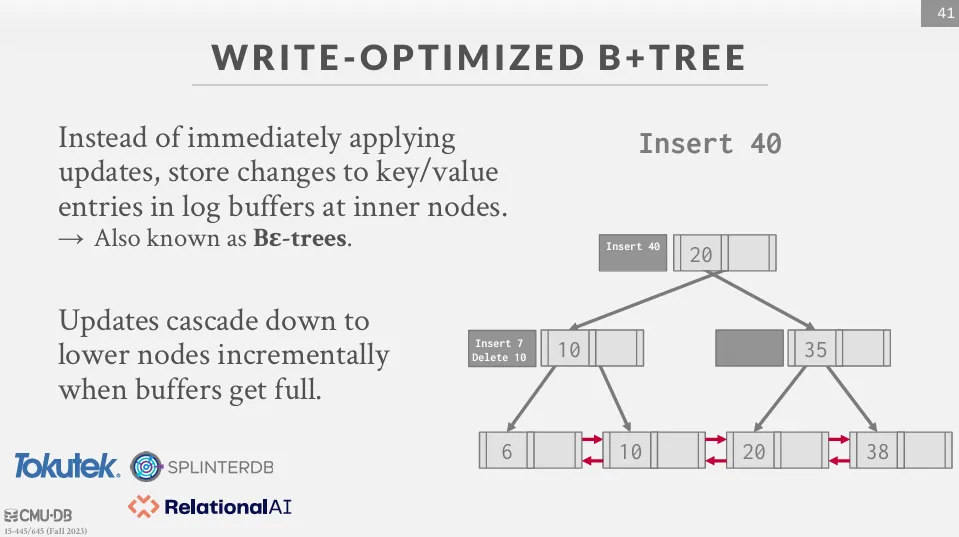 41
WRITE-OPTIMIZED B+TREE
Instead of immediately applying
updates, store changes to key/value
entries in log buffers at inner nodes.
→ Also known as Bε-trees.
Updates cascade down to
lower nodes incrementally
when buffers get full.
Insert 40
Insert 40
20
Insert 7
Delete 10
10
35
6
10
20
38
Tokutek®
SPLINTERDB
RelationalAI
CMU·DB
15-445/645 (Fall 2023)